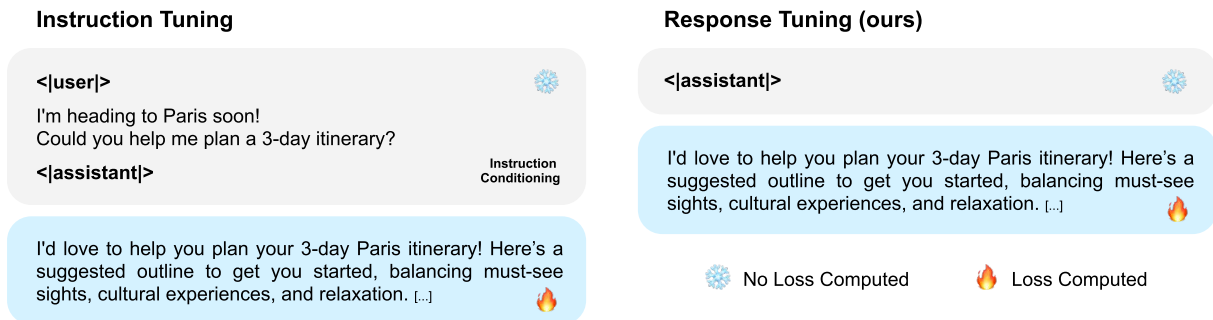 Instruction Tuning
<|user|>
I'm heading to Paris soon!
Could you help me plan a 3-day itinerary?
<|assistant|>
Instruction
Conditioning
I'd love to help you plan your 3-day Paris itinerary! Here’s a
suggested outline to get you started, balancing must-see
sights, cultural experiences, and relaxation. [...]
Response Tuning (ours)
<|assistant|>
I'd love to help you plan your 3-day Paris itinerary! Here’s a
suggested outline to get you started, balancing must-see
sights, cultural experiences, and relaxation. [...]
No Loss Computed
Loss Computed